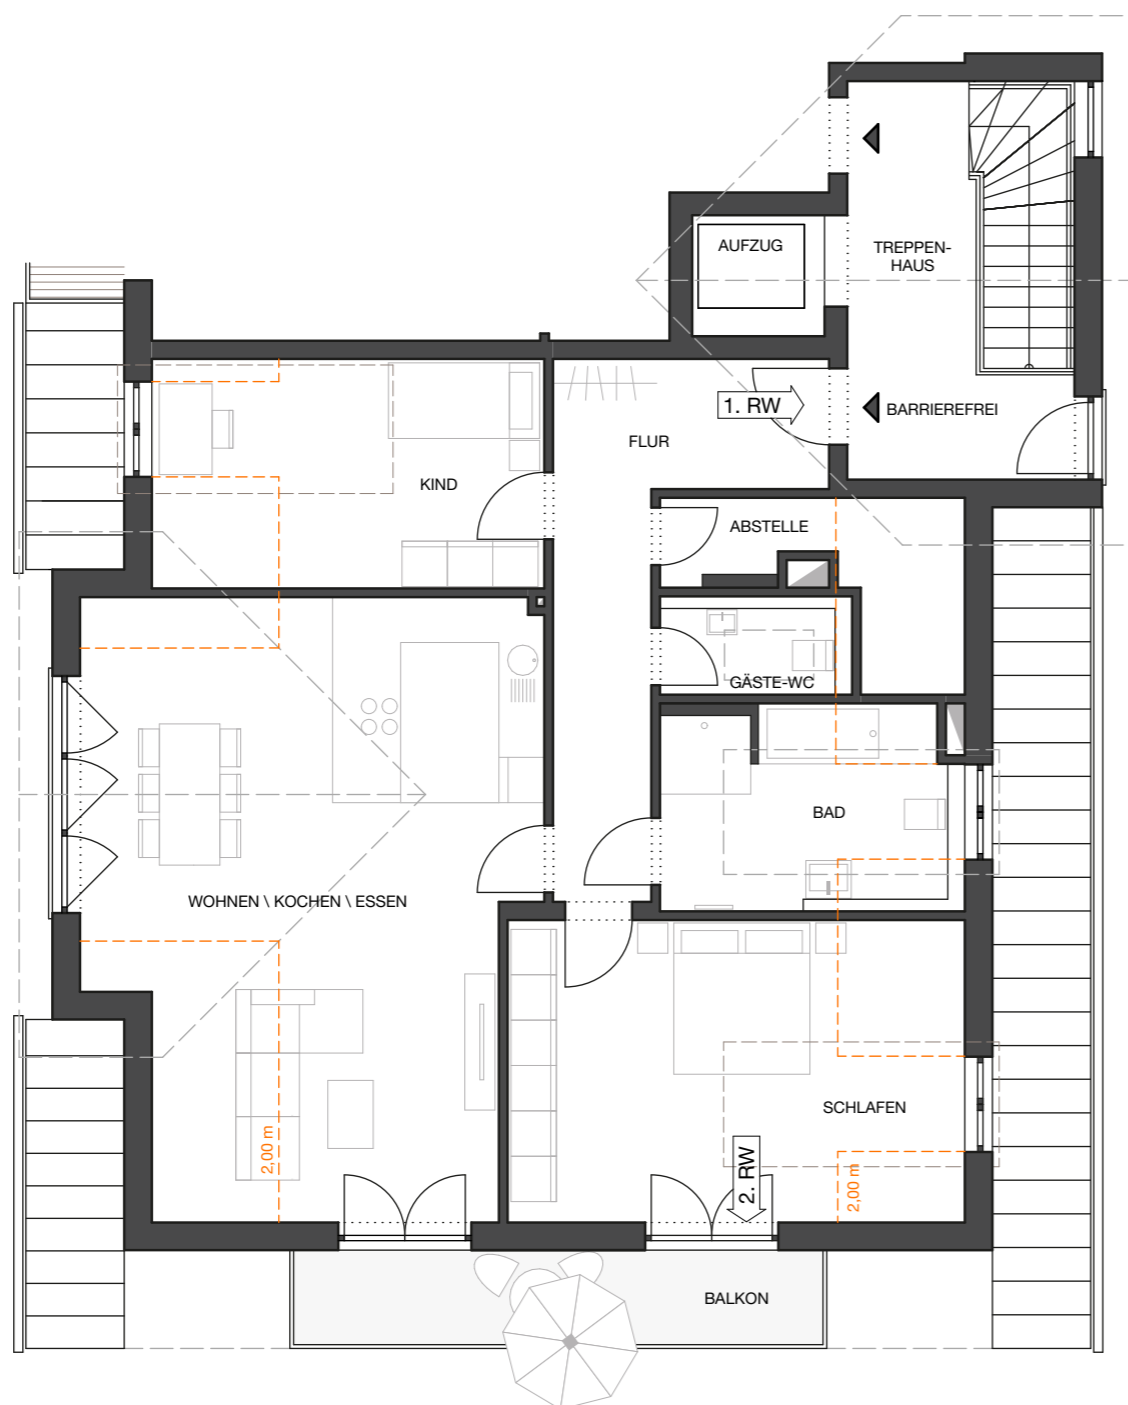 AUFZUG
TREPPEN-
HAUS
1. RW
BARRIEREFREI
FLUR
KIND
ABSTELLE
GÄSTE-WC
BAD
WOHNEN \ KOCHEN \ ESSEN
SCHLAFEN
2,00 m
2. RW
2,00 m
BALKON